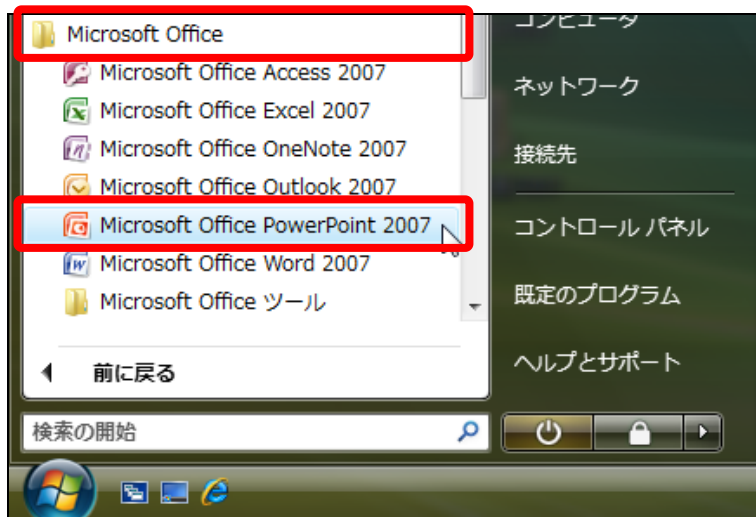 Microsoft Office
Microsoft Office Access 2007
Microsoft Office Excel 2007
Microsoft Office OneNote 2007
Microsoft Office Outlook 2007
Microsoft Office PowerPoint 2007
Microsoft Office Word 2007
Microsoft Office ツール
前に戻る
検索の開始
コンピュータ
ネットワーク
接続先
コントロール パネル
既定のプログラム
ヘルプとサポート